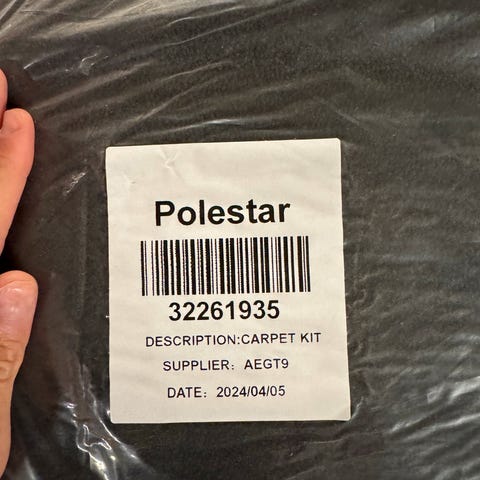 Polestar
32261935
DESCRIPTION:CARPET KIT
SUPPLIER: AEGT9
DATE: 2024/04/05